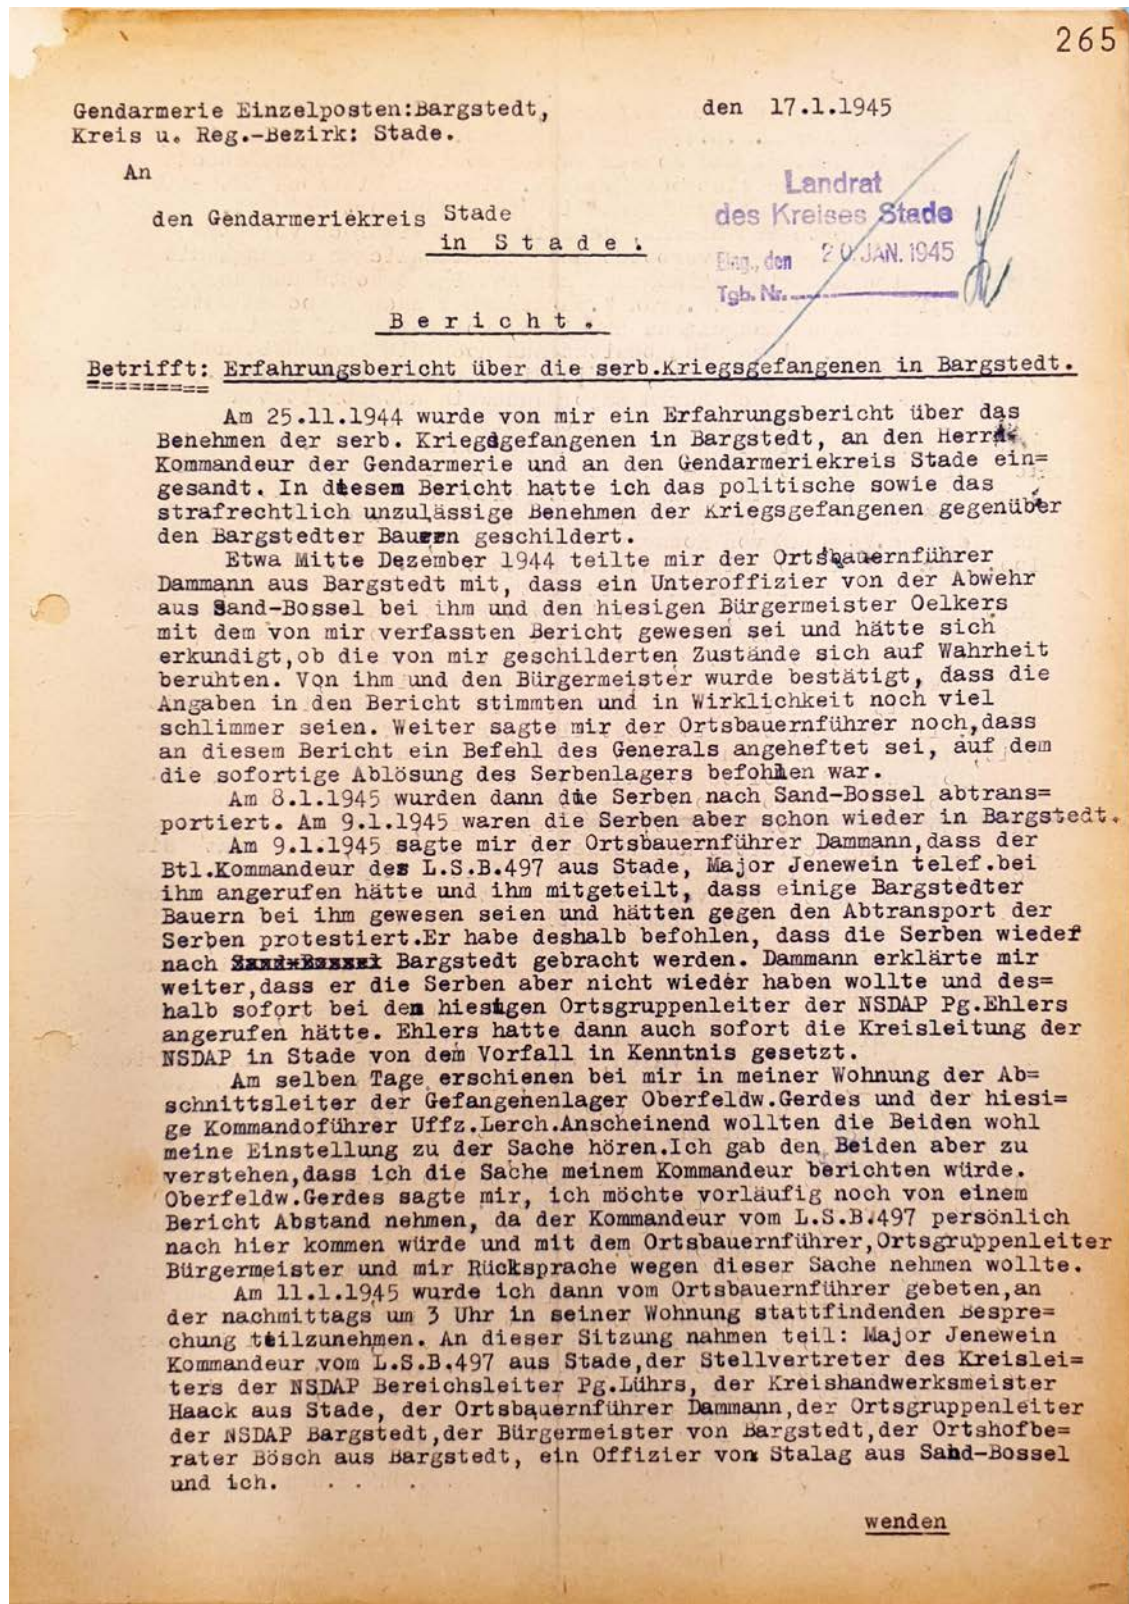 265
Gendarmerie Einzelposten:Bargstedt, den 17.1.1945
Kreis u. Reg.-Bezirk: Stade.
An
den Gendarmeriekreis Stade
in S t a d e .
Landrat
des Kreises Stade
Eing., den 20. JAN. 1945
Tgb. Nr.
B e r i c h t .
Betrifft: Erfahrungsbericht über die serb.Kriegsgefangenen in Bargstedt.
=========
Am 25.11.1944 wurde von mir ein Erfahrungsbericht über das
Benehmen der serb. Kriegsgefangenen in Bargstedt, an den Herrn
Kommandeur der Gendarmerie und an den Gendarmeriekreis Stade ein=
gesandt. In diesem Bericht hatte ich das politische sowie das
strafrechtlich unzulässige Benehmen der Kriegsgefangenen gegenüber
den Bargstedter Bauern geschildert.
Etwa Mitte Dezember 1944 teilte mir der Ortsbauernführer
Dammann aus Bargstedt mit, dass ein Unteroffizier von der Abwehr
aus Sand-Bossel bei ihm und den hiesigen Bürgermeister Oelkers
mit dem von mir verfassten Bericht gewesen sei und hätte sich
erkundigt,ob die von mir geschilderten Zustände sich auf Wahrheit
beruhten. Von ihm und den Bürgermeister wurde bestätigt, dass die
Angaben in den Bericht stimmten und in Wirklichkeit noch viel
schlimmer seien. Weiter sagte mir der Ortsbauernführer noch,dass
an diesem Bericht ein Befehl des Generals angeheftet sei, auf dem
die sofortige Ablösung des Serbenlagers befohlen war.
Am 8.1.1945 wurden dann die Serben nach Sand-Bossel abtrans=
portiert. Am 9.1.1945 waren die Serben aber schon wieder in Bargstedt.
Am 9.1.1945 sagte mir der Ortsbauernführer Dammann,dass der
Btl.Kommandeur des L.S.B.497 aus Stade, Major Jenewein telef.bei
ihm angerufen hätte und ihm mitgeteilt, dass einige Bargstedter
Bauern bei ihm gewesen seien und hätten gegen den Abtransport der
Serben protestiert.Er habe deshalb befohlen, dass die Serben wieder
nach Sand-Bossel Bargstedt gebracht werden. Dammann erklärte mir
weiter,dass er die Serben aber nicht wieder haben wollte und des=
halb sofort bei dem hiesigen Ortsgruppenleiter der NSDAP Pg.Ehlers
angerufen hätte. Ehlers hatte dann auch sofort die Kreisleitung der
NSDAP in Stade von dem Vorfall in Kenntnis gesetzt.
Am selben Tage erschienen bei mir in meiner Wohnung der Ab=
schnittsleiter der Gefangenenlager Oberfeldw.Gerdes und der hiesi=
ge Kommandoführer Uffz.Lerch.Anscheinend wollten die Beiden wohl
meine Einstellung zu der Sache hören.Ich gab den Beiden aber zu
verstehen,dass ich die Sache meinem Kommandeur berichten würde.
Oberfeldw.Gerdes sagte mir, ich möchte vorläufig noch von einem
Bericht Abstand nehmen, da der Kommandeur vom L.S.B.497 persönlich
nach hier kommen würde und mit dem Ortsbauernführer,Ortsgruppenleiter
Bürgermeister und mir Rücksprache wegen dieser Sache nehmen wollte.
Am 11.1.1945 wurde ich dann vom Ortsbauernführer gebeten,an
der nachmittags um 3 Uhr in seiner Wohnung stattfindenden Bespre=
chung teilzunehmen. An dieser Sitzung nahmen teil: Major Jenewein
Kommandeur vom L.S.B.497 aus Stade,der Stellvertreter des Kreislei=
ters der NSDAP Bereichsleiter Pg.Lührs, der Kreishandwerksmeister
Haack aus Stade, der Ortsbauernführer Dammann,der Ortsgruppenleiter
der NSDAP Bargstedt,der Bürgermeister von Bargstedt,der Ortshofbe=
rater Bösch aus Bargstedt, ein Offizier von Stalag aus Sand-Bossel
und ich.
wenden